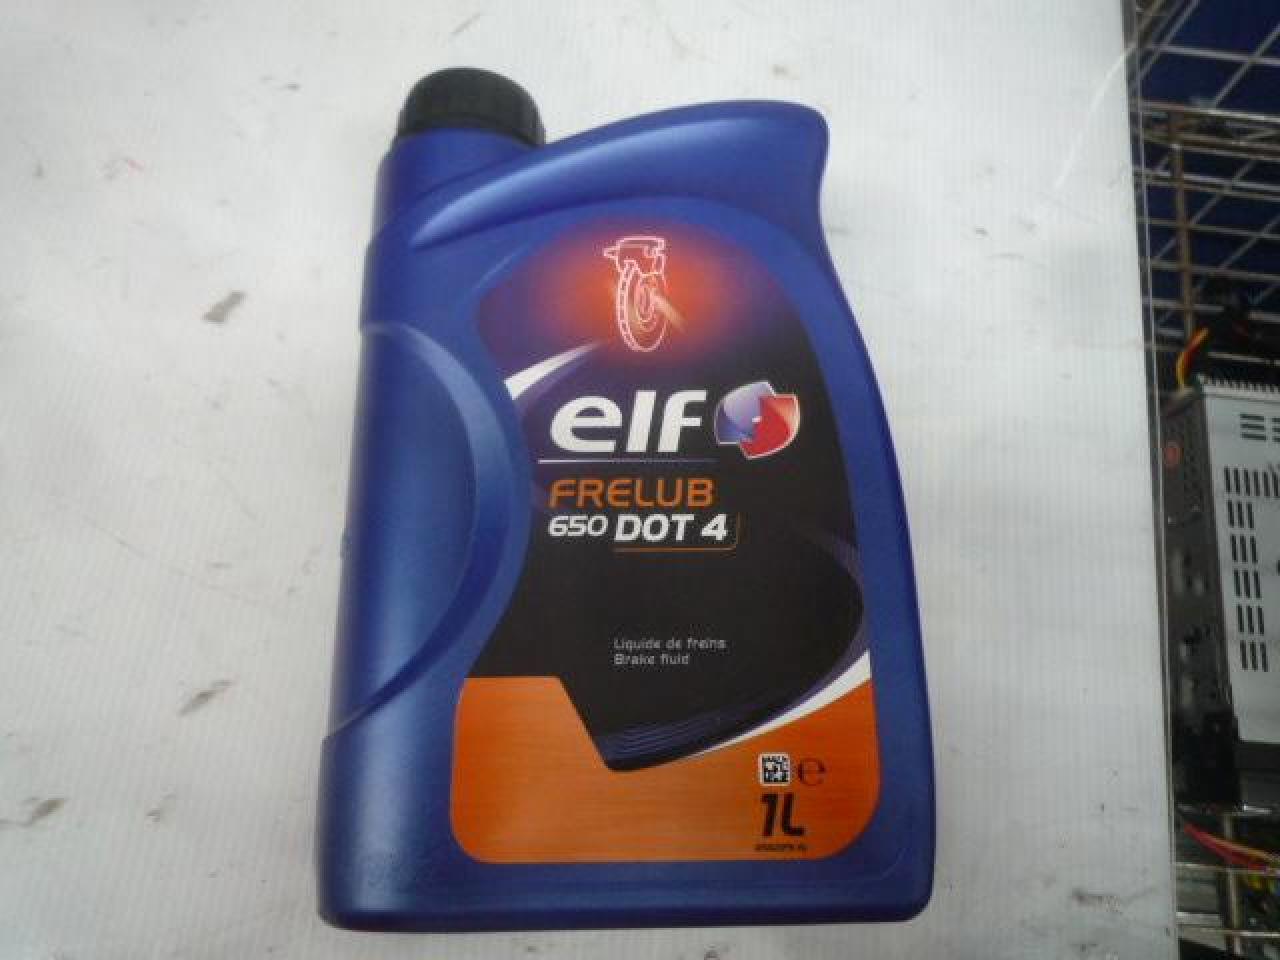 elf
FRELUB
650 DOT 4
Liquide de freins
Brake fluid
℮
1L